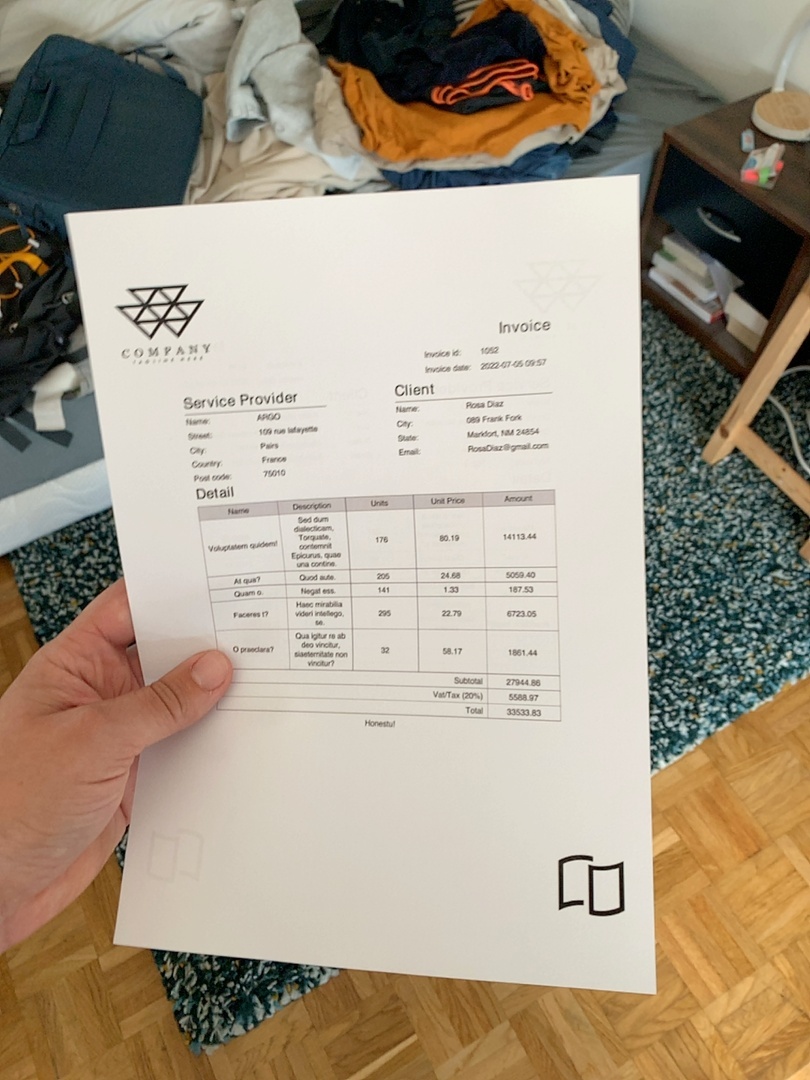 COMPANY
Invoice
Invoice id: 1052
Invoice date: 2022-07-05 09:57
Service Provider
Name: ARGO
Street: 109 rue lafayette
City: Pairs
Country: France
Post code: 75010
Client
Name: Rosa Diaz
City: 089 Frank Fork
State: Markfort, NM 24854
Email: RosaDiaz@gmail.com
Detail
Name Description Units Unit Price Amount
Voluptatem quidem! Sed dum dialecticam, Torquate, contemnit Epicurus, quae una contine. 176 80.19 14113.44
At qua? Quod aute. 205 24.68 5059.40
Quam o. Negat ess. 141 1.33 187.53
Faceres t? Haec mirabilia videri intellego, se. 295 22.79 6723.05
O praeclara? Qua igitur re ab deo vincitur, siaeternitate non vincitur? 32 58.17 1861.44
Subtotal 27944.86
Vat/Tax (20%) 5588.97
Total 33533.83
Honestu!